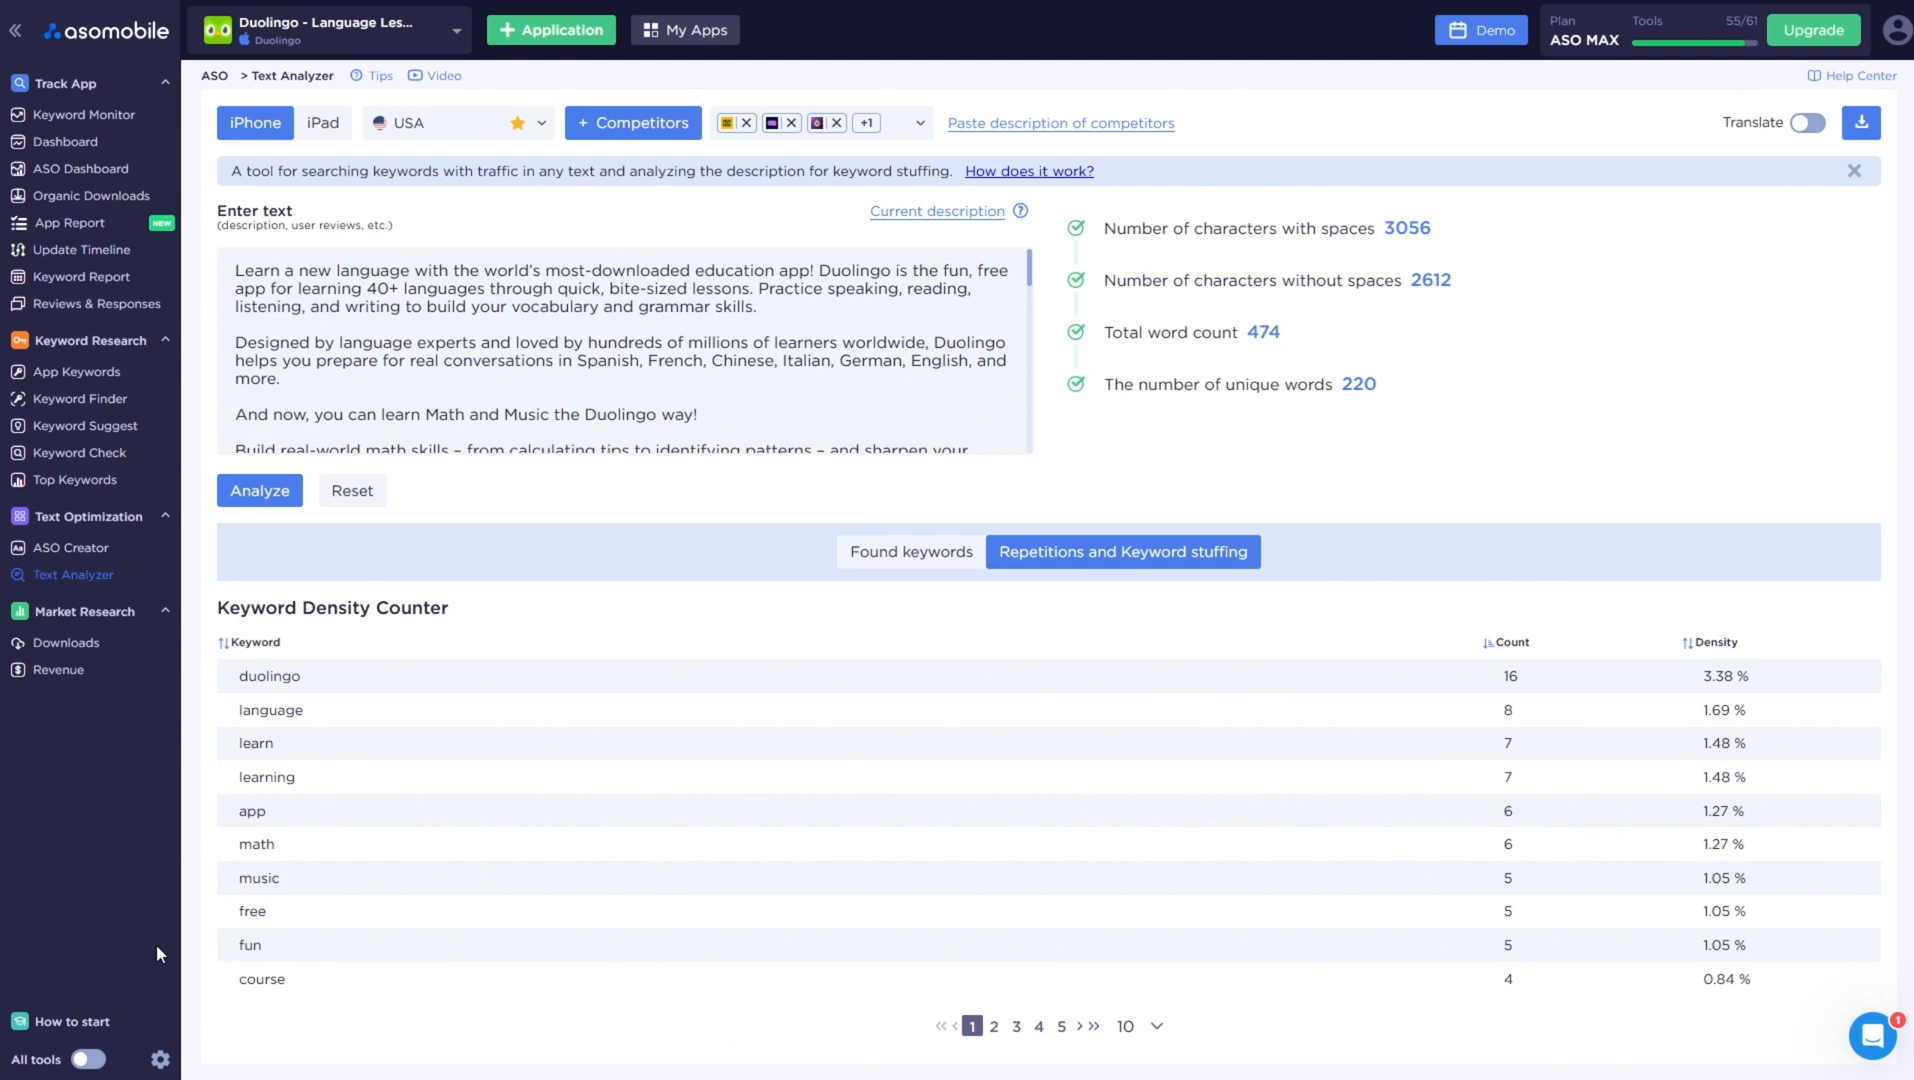 asomobile
Duolingo - Language Les...
Duolingo
+ Application
My Apps
Demo
Plan
ASO MAX
Tools
55/61
Upgrade
Track App
Keyword Monitor
Dashboard
ASO Dashboard
Organic Downloads
App Report
NEW
Update Timeline
Keyword Report
Reviews & Responses
Keyword Research
App Keywords
Keyword Finder
Keyword Suggest
Keyword Check
Top Keywords
Text Optimization
ASO Creator
Text Analyzer
Market Research
Downloads
Revenue
How to start
All tools
ASO > Text Analyzer
Tips
Video
Help Center
iPhone
iPad
USA
+ Competitors
+1
Paste description of competitors
Translate
A tool for searching keywords with traffic in any text and analyzing the description for keyword stuffing. How does it work?
Enter text
(description, user reviews, etc.)
Current description
Learn a new language with the world’s most-downloaded education app! Duolingo is the fun, free
app for learning 40+ languages through quick, bite-sized lessons. Practice speaking, reading,
listening, and writing to build your vocabulary and grammar skills.
Designed by language experts and loved by hundreds of millions of learners worldwide, Duolingo
helps you prepare for real conversations in Spanish, French, Chinese, Italian, German, English, and
more.
And now, you can learn Math and Music the Duolingo way!
Build real-world math skills – from calculating tips to identifying patterns – and sharpen your
Number of characters with spaces 3056
Number of characters without spaces 2612
Total word count 474
The number of unique words 220
Analyze
Reset
Found keywords
Repetitions and Keyword stuffing
Keyword Density Counter
Keyword Count Density
duolingo 16 3.38 %
language 8 1.69 %
learn 7 1.48 %
learning 7 1.48 %
app 6 1.27 %
math 6 1.27 %
music 5 1.05 %
free 5 1.05 %
fun 5 1.05 %
course 4 0.84 %
1 2 3 4 5 10
1